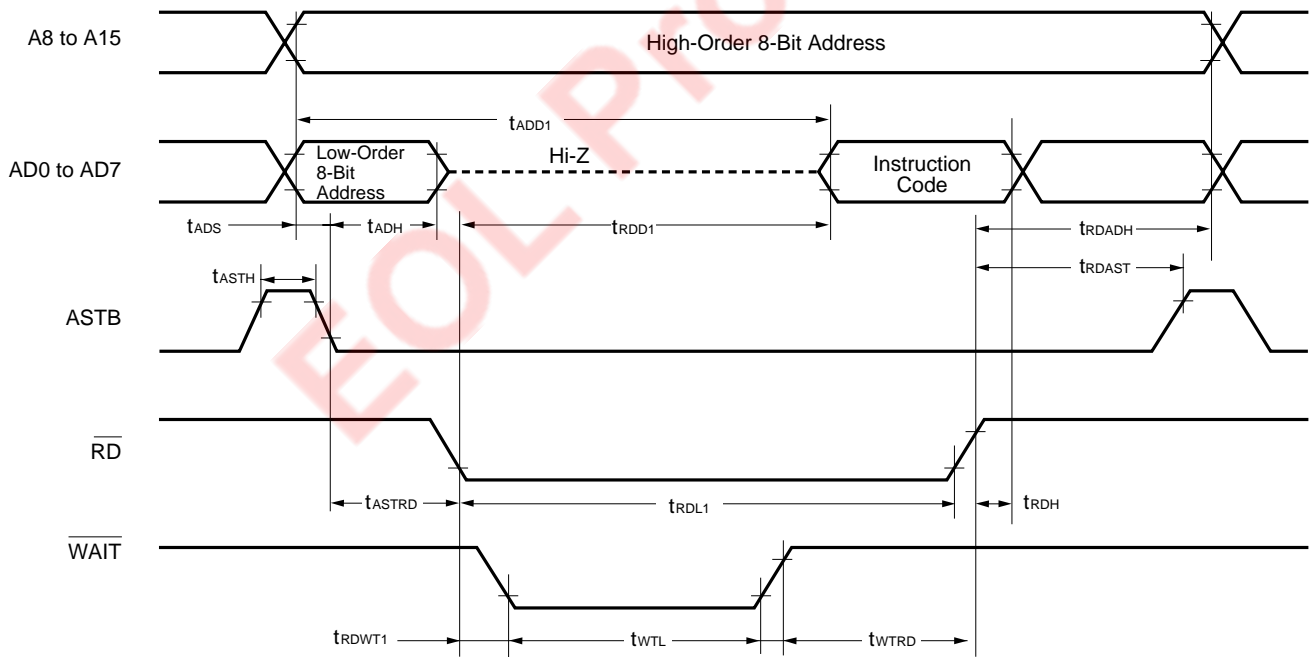 A8 to A15
High-Order 8-Bit Address
tADD1
AD0 to AD7
Low-Order
8-Bit
Address
Hi-Z
Instruction
Code
tADS
tADH
tRDD1
tRDADH
tASTH
tRDAST
ASTB
RD
tASTRD
tRDL1
tRDH
WAIT
tRDWT1
tWTL
tWTRD
EOL Pro